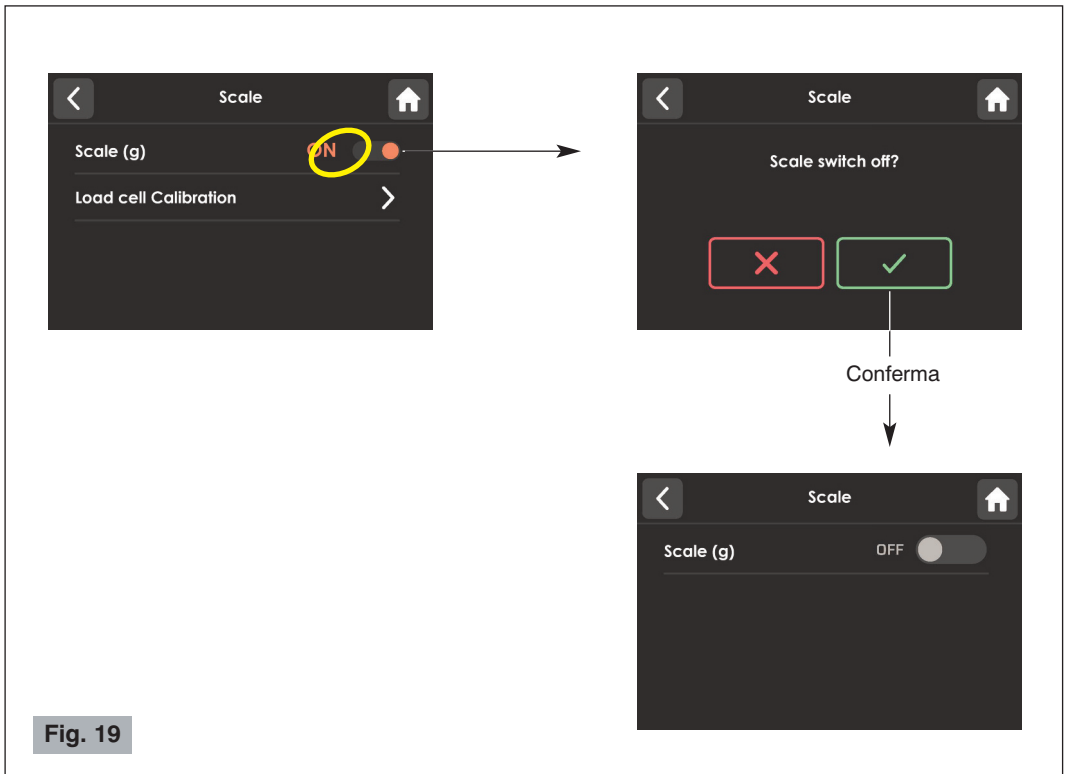 Scale
Scale (g) ON
Load cell Calibration
Scale
Scale switch off?
Conferma
Scale
Scale (g) OFF
Fig. 19